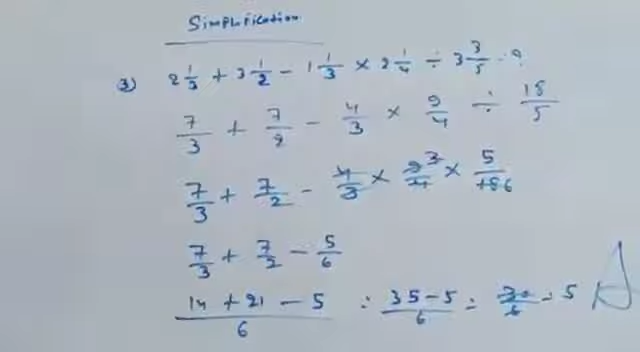 Simplification
3) 2 1/3 + 3 1/2 - 1 1/3 × 2 1/4 ÷ 3 3/5 = ?
7/3 + 7/2 - 4/3 × 9/4 ÷ 18/5
7/3 + 7/2 - 4/3 × 9 3/4 × 5/18 6
7/3 + 7/2 - 5/6
14 + 21 - 5/6 = 35-5/6 = 30/6 = 5 A